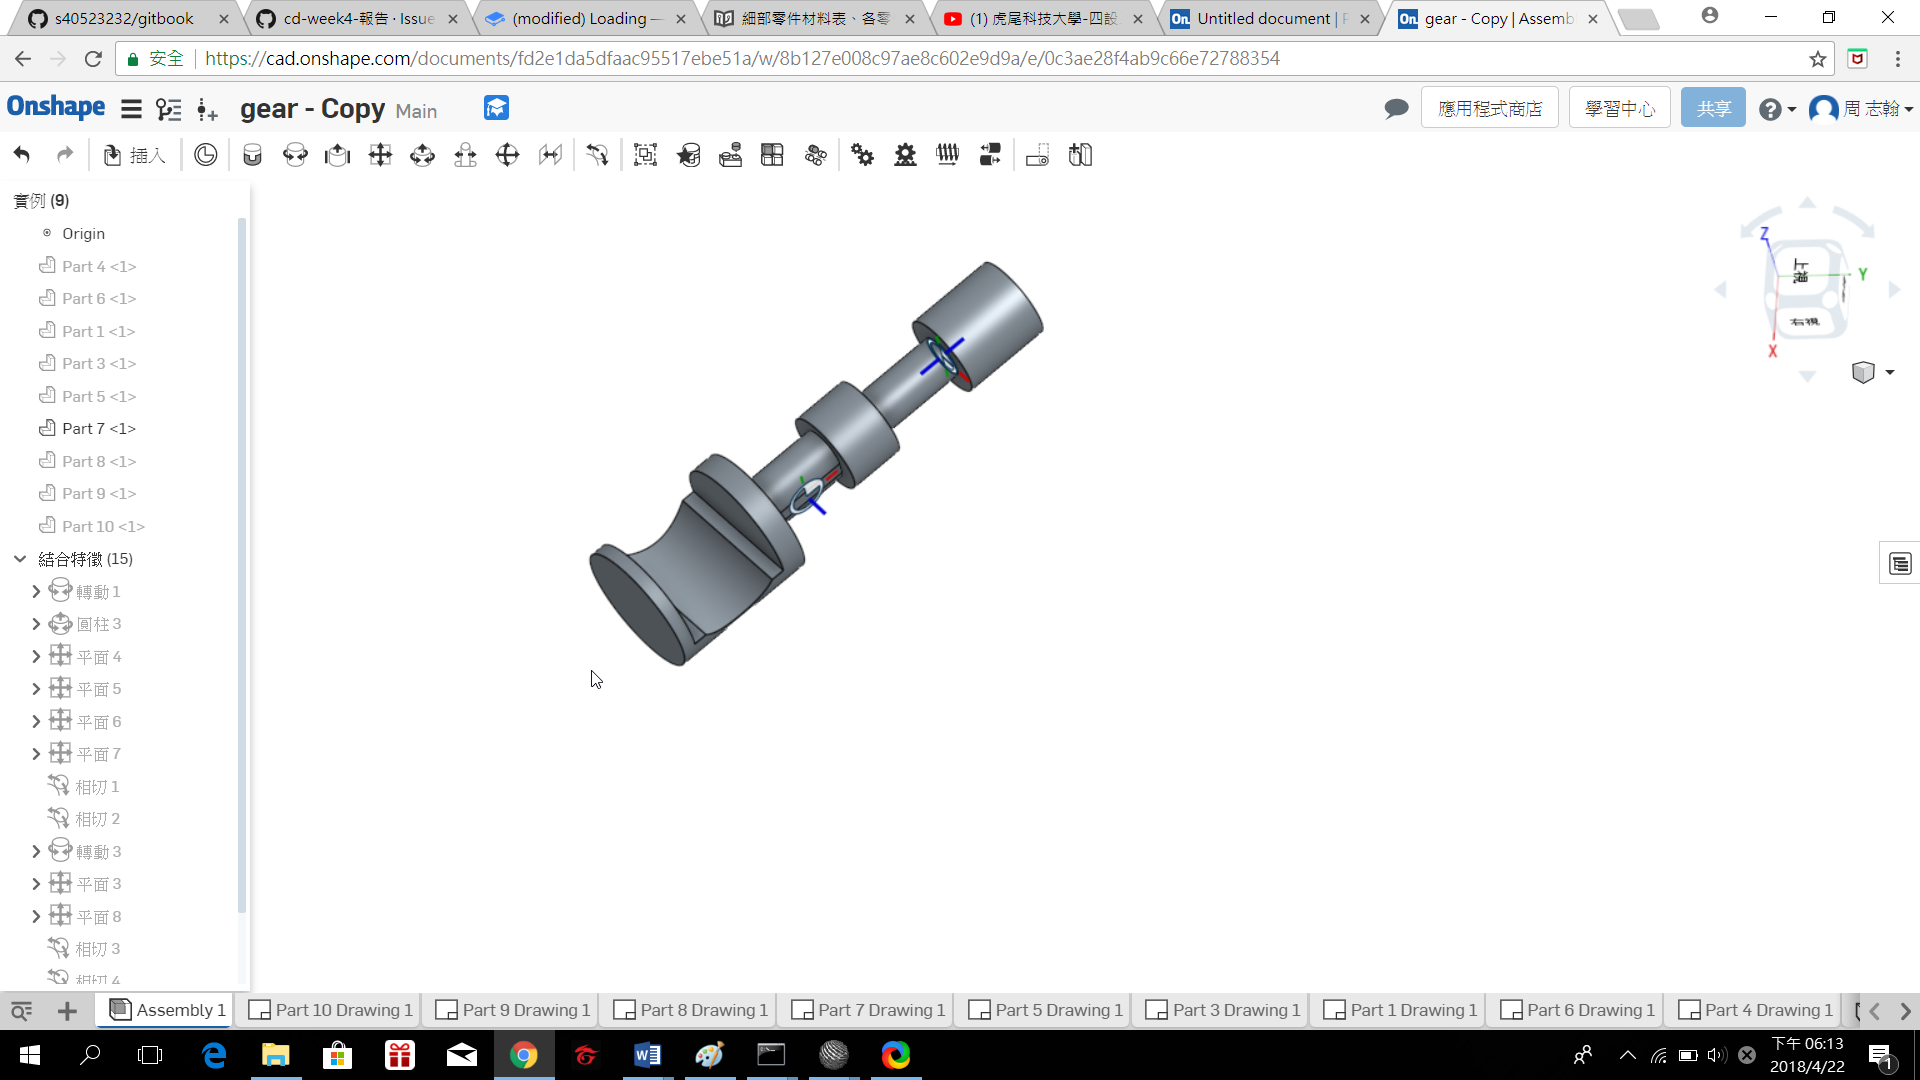 s40523232/gitbook
cd-week4-報告 · Issue
(modified) Loading —
細部零件材料表、各零
(1) 虎尾科技大學-四設
Untitled document |
gear - Copy | Assemb
安全
https://cad.onshape.com/documents/fd2e1da5dfaac95517ebe51a/w/8b127e008c97ae8c602e9d9a/e/0c3ae28f4ab9c66e72788354
Onshape
gear - Copy Main
應用程式商店
學習中心
共享
周 志翰
插入
實例 (9)
Origin
Part 4 <1>
Part 6 <1>
Part 1 <1>
Part 3 <1>
Part 5 <1>
Part 7 <1>
Part 8 <1>
Part 9 <1>
Part 10 <1>
結合特徵 (15)
轉動 1
圓柱 3
平面 4
平面 5
平面 6
平面 7
相切 1
相切 2
轉動 3
平面 3
平面 8
相切 3
相切 4
Z
Y
X
上視
右視
Assembly 1
Part 10 Drawing 1
Part 9 Drawing 1
Part 8 Drawing 1
Part 7 Drawing 1
Part 5 Drawing 1
Part 3 Drawing 1
Part 1 Drawing 1
Part 6 Drawing 1
Part 4 Drawing 1
下午 06:13
2018/4/22
1